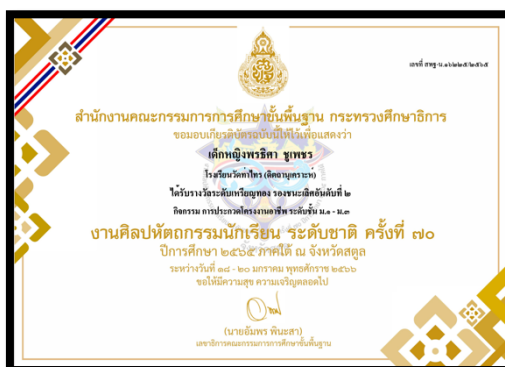 เลขที่ สพฐ-น.๑๖๒๒๕/๒๕๖๕
สำนักงานคณะกรรมการการศึกษาขั้นพื้นฐาน กระทรวงศึกษาธิการ
ขอมอบเกียรติบัตรฉบับนี้ไว้เพื่อแสดงว่า
เด็กหญิงพรธิตา ชูเพชร
โรงเรียนวัดท่าไทร (ดิตถานุเคราะห์)
ได้รับรางวัลระดับเหรียญทอง รองชนะเลิศอันดับที่ ๒
กิจกรรม การประกวดโครงงานอาชีพ ระดับชั้น ม.๑ - ม.๓
งานศิลปหัตถกรรมนักเรียน ระดับชาติ ครั้งที่ ๗๐
ปีการศึกษา ๒๕๖๕ ภาคใต้ ณ จังหวัดสตูล
ระหว่างวันที่ ๑๘ - ๒๐ มกราคม พุทธศักราช ๒๕๖๖
ขอให้มีความสุข ความเจริญตลอดไป
(นายอัมพร พินะสา)
เลขาธิการคณะกรรมการการศึกษาขั้นพื้นฐาน